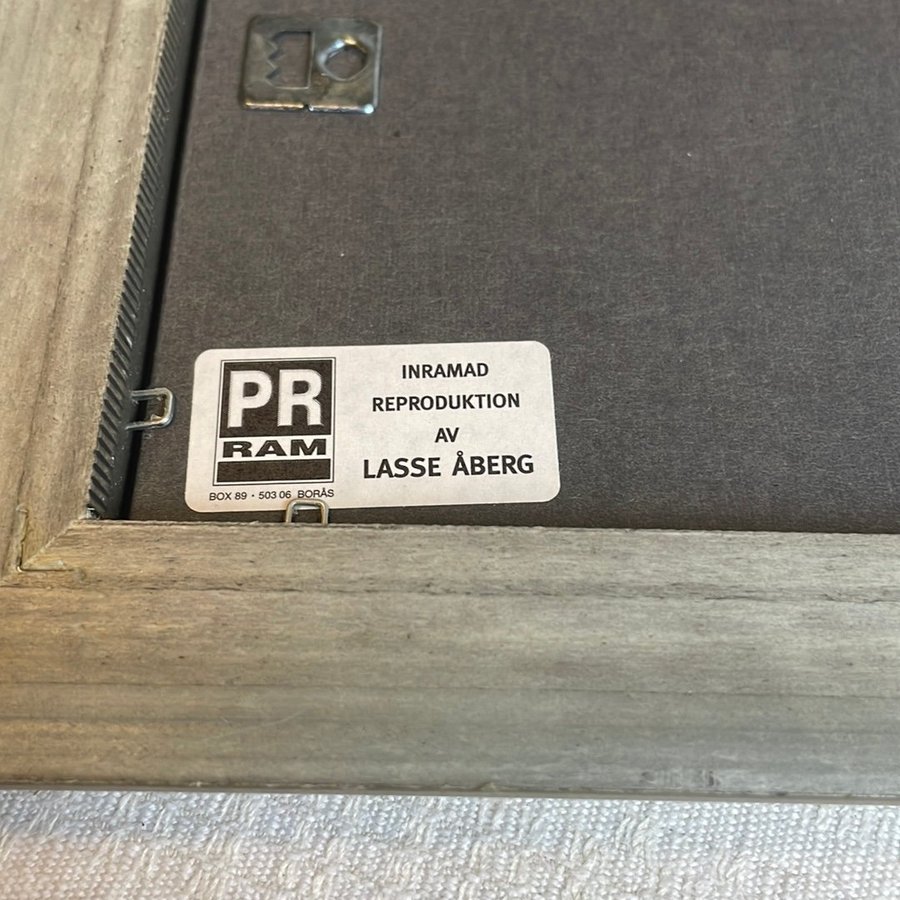 PR
RAM
BOX 89 · 503 06 BORÅS
INRAMAD
REPRODUKTION
AV
LASSE ÅBERG